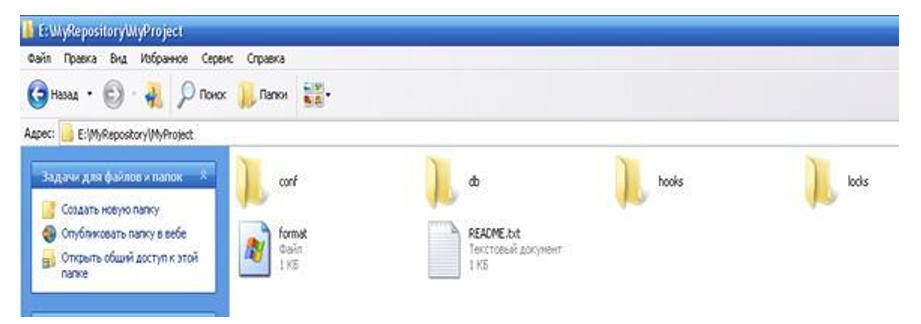 E:\MyRepository\MyProject
Файл Правка Вид Избранное Сервис Справка
Назад Поиск Папки
Адрес: E:\MyRepository\MyProject
Задачи для файлов и папок
Создать новую папку
Опубликовать папку в вебе
Открыть общий доступ к этой
папке
conf db hooks locks
format README.txt
Файл Текстовый документ
1 КБ 1 КБ